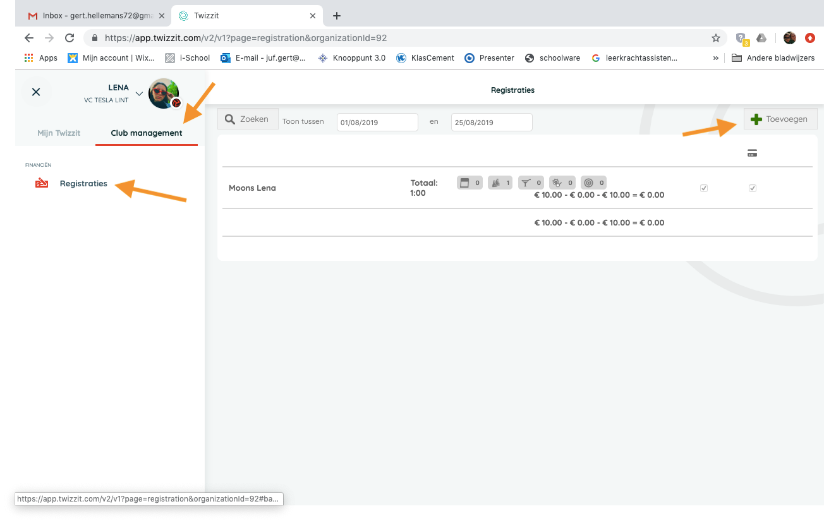 Inbox - gert.hellemans72@gm
Twizzit
https://app.twizzit.com/v2/v1?page=registration&organizationId=92
Apps
Mijn account | Wix...
i-School
E-mail - juf.gert@...
Knooppunt 3.0
KlasCement
Presenter
schoolware
leerkrachtassisten...
»
Andere bladwijzers
LENA
VC TESLA LINT
Registraties
Mijn Twizzit
Club management
Zoeken
Toon tussen
01/08/2019
en
25/08/2019
Toevoegen
FINANCIËN
Registraties
Moons Lena
Totaal:
1:00
0 1 0 0 0
€ 10.00 - € 0.00 - € 10.00 = € 0.00
€ 10.00 - € 0.00 - € 10.00 = € 0.00
https://app.twizzit.com/v2/v1?page=registration&organizationId=92#ba...